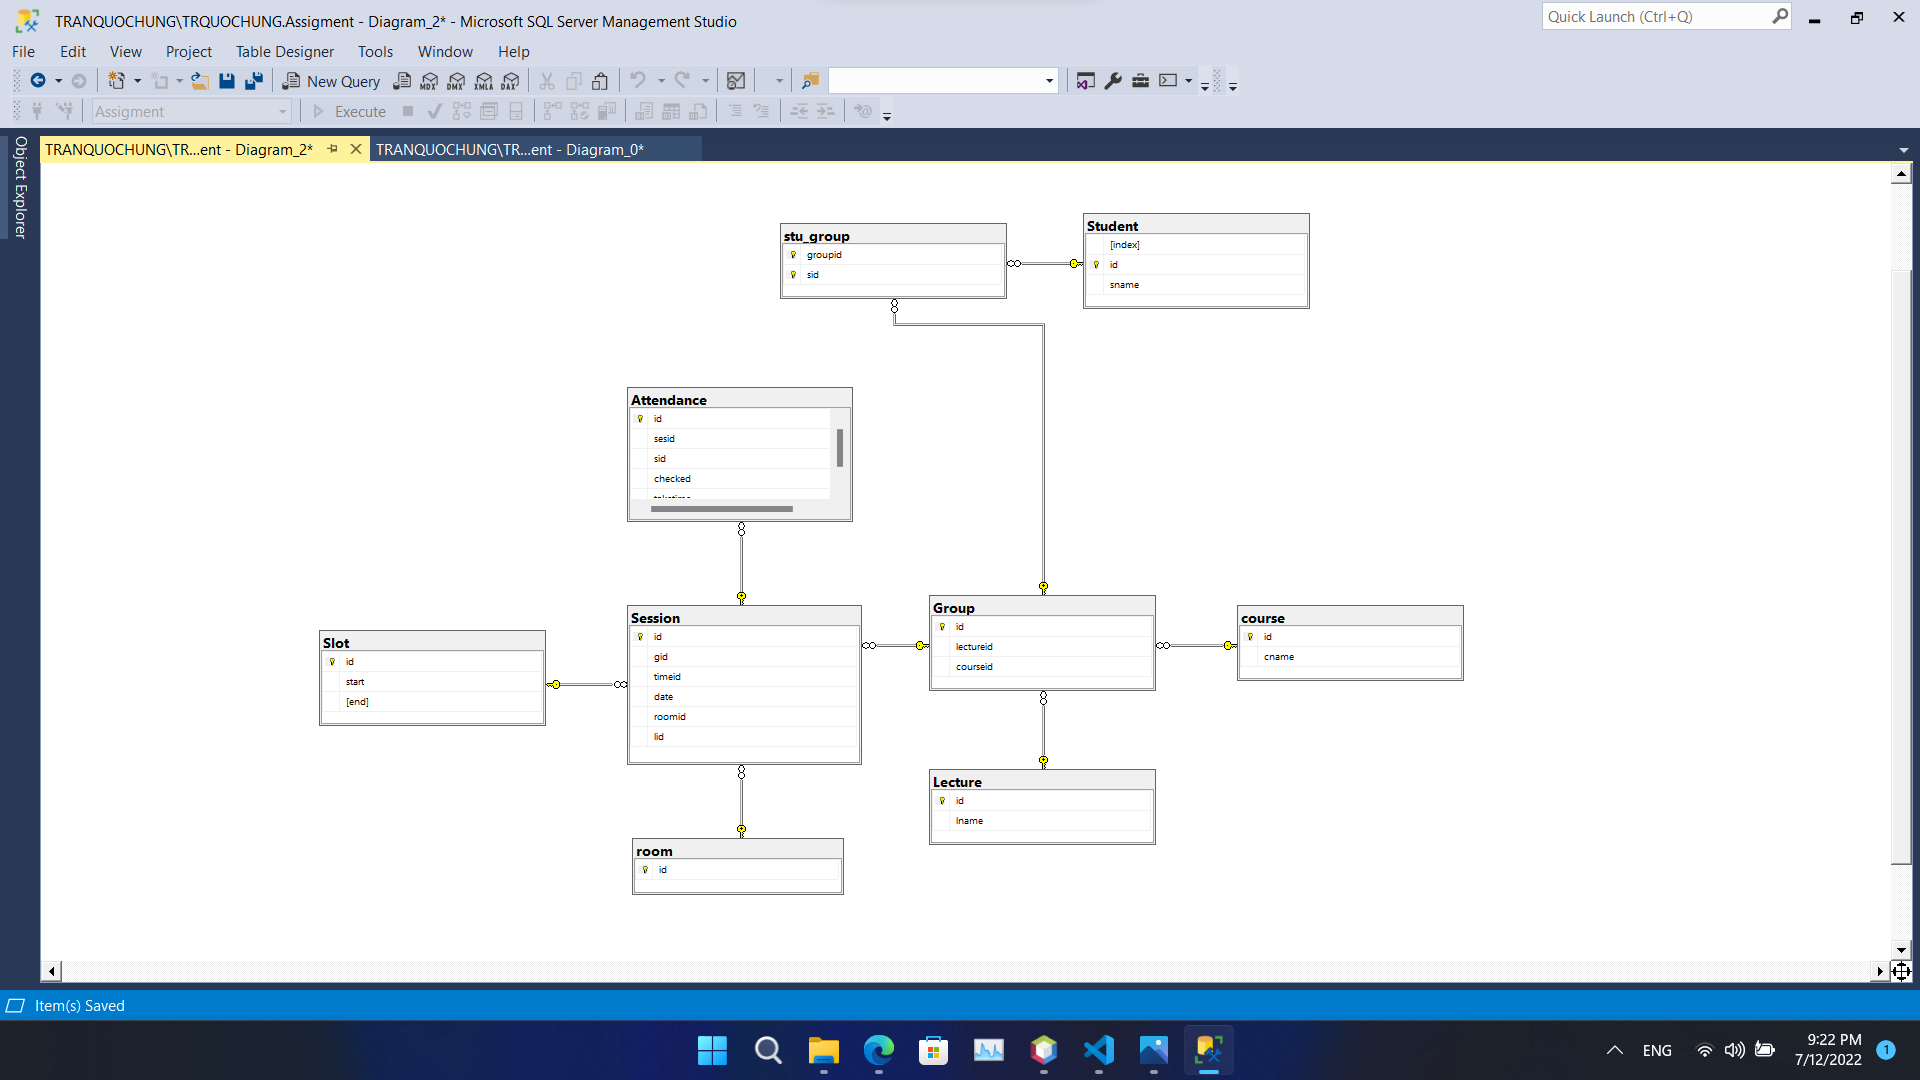 TRANQUOCHUNG\TRQUOCHUNG.Assigment - Diagram_2* - Microsoft SQL Server Management Studio
Quick Launch (Ctrl+Q)
File Edit View Project Table Designer Tools Window Help
New Query
MDX DMX XMLA DAX
Assigment
Execute
Object Explorer
TRANQUOCHUNG\TR...ent - Diagram_2*
TRANQUOCHUNG\TR...ent - Diagram_0*
stu_group
groupid
sid
Student
[index]
id
sname
Attendance
id
sesid
sid
checked
Session
id
gid
timeid
date
roomid
lid
Group
id
lectureid
courseid
course
id
cname
Slot
id
start
[end]
Lecture
id
lname
room
id
Item(s) Saved
ENG
9:22 PM
7/12/2022
1